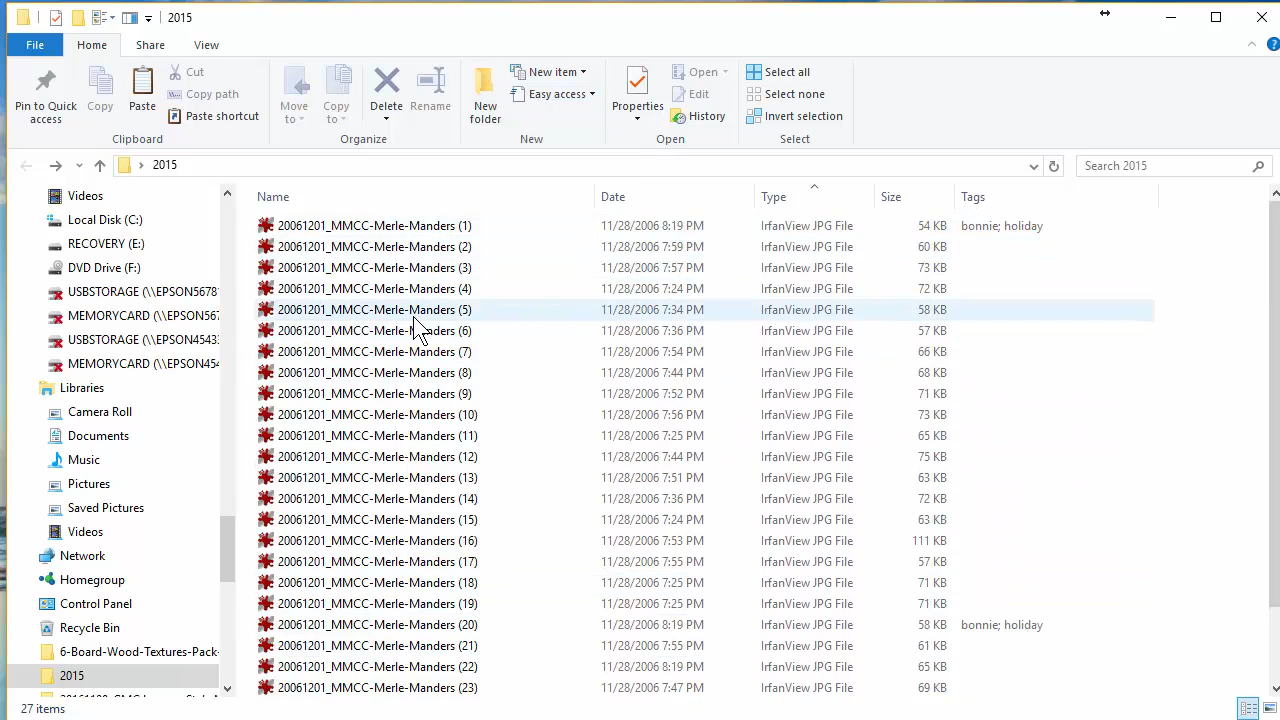 2015
File Home Share View
Pin to Quick access
Copy
Paste
Cut
Copy path
Paste shortcut
Clipboard
Move to
Copy to
Delete
Rename
Organize
New folder
New item
Easy access
New
Properties
Open
Edit
History
Open
Select all
Select none
Invert selection
Select
2015
Search 2015
Videos
Local Disk (C:)
RECOVERY (E:)
DVD Drive (F:)
USBSTORAGE (\\EPSON5678
MEMORYCARD (\\EPSON567
USBSTORAGE (\\EPSON4543
MEMORYCARD (\\EPSON454
Libraries
Camera Roll
Documents
Music
Pictures
Saved Pictures
Videos
Network
Homegroup
Control Panel
Recycle Bin
6-Board-Wood-Textures-Pack-
2015
Name Date Type Size Tags
20061201_MMCC-Merle-Manders (1) 11/28/2006 8:19 PM IrfanView JPG File 54 KB bonnie; holiday
20061201_MMCC-Merle-Manders (2) 11/28/2006 7:59 PM IrfanView JPG File 60 KB
20061201_MMCC-Merle-Manders (3) 11/28/2006 7:57 PM IrfanView JPG File 73 KB
20061201_MMCC-Merle-Manders (4) 11/28/2006 7:24 PM IrfanView JPG File 72 KB
20061201_MMCC-Merle-Manders (5) 11/28/2006 7:34 PM IrfanView JPG File 58 KB
20061201_MMCC-Merle-Manders (6) 11/28/2006 7:36 PM IrfanView JPG File 57 KB
20061201_MMCC-Merle-Manders (7) 11/28/2006 7:54 PM IrfanView JPG File 66 KB
20061201_MMCC-Merle-Manders (8) 11/28/2006 7:44 PM IrfanView JPG File 68 KB
20061201_MMCC-Merle-Manders (9) 11/28/2006 7:52 PM IrfanView JPG File 71 KB
20061201_MMCC-Merle-Manders (10) 11/28/2006 7:56 PM IrfanView JPG File 73 KB
20061201_MMCC-Merle-Manders (11) 11/28/2006 7:25 PM IrfanView JPG File 65 KB
20061201_MMCC-Merle-Manders (12) 11/28/2006 7:44 PM IrfanView JPG File 75 KB
20061201_MMCC-Merle-Manders (13) 11/28/2006 7:51 PM IrfanView JPG File 63 KB
20061201_MMCC-Merle-Manders (14) 11/28/2006 7:36 PM IrfanView JPG File 72 KB
20061201_MMCC-Merle-Manders (15) 11/28/2006 7:24 PM IrfanView JPG File 63 KB
20061201_MMCC-Merle-Manders (16) 11/28/2006 7:53 PM IrfanView JPG File 111 KB
20061201_MMCC-Merle-Manders (17) 11/28/2006 7:55 PM IrfanView JPG File 57 KB
20061201_MMCC-Merle-Manders (18) 11/28/2006 7:25 PM IrfanView JPG File 71 KB
20061201_MMCC-Merle-Manders (19) 11/28/2006 7:25 PM IrfanView JPG File 71 KB
20061201_MMCC-Merle-Manders (20) 11/28/2006 8:19 PM IrfanView JPG File 58 KB bonnie; holiday
20061201_MMCC-Merle-Manders (21) 11/28/2006 7:55 PM IrfanView JPG File 61 KB
20061201_MMCC-Merle-Manders (22) 11/28/2006 8:19 PM IrfanView JPG File 65 KB
20061201_MMCC-Merle-Manders (23) 11/28/2006 7:47 PM IrfanView JPG File 69 KB
27 items